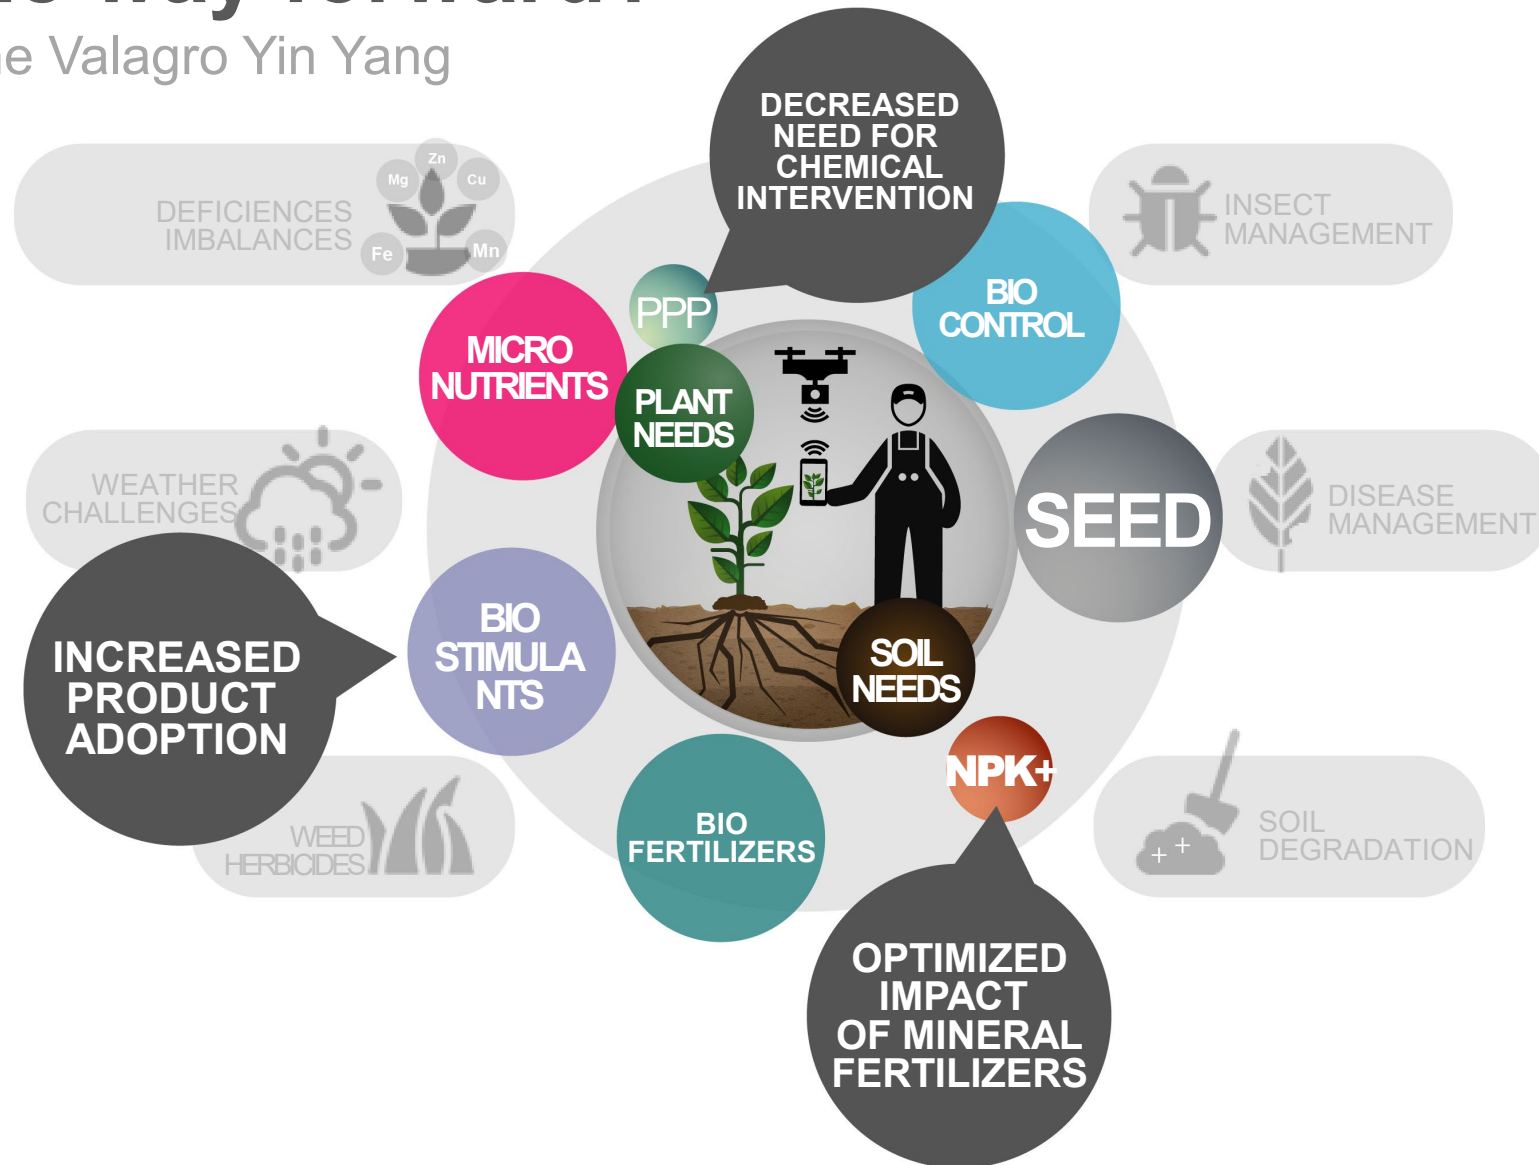 way forward?
Valagro Yin Yang
DECREASED
NEED FOR
CHEMICAL
INTERVENTION
Zn
Mg
Cu
Fe
Mn
DEFICIENCES
IMBALANCES
INSECT
MANAGEMENT
PPP
BIO
CONTROL
MICRO
NUTRIENTS
PLANT
NEEDS
WEATHER
CHALLENGES
SEED
DISEASE
MANAGEMENT
BIO
STIMULA
NTS
INCREASED
PRODUCT
ADOPTION
SOIL
NEEDS
NPK+
WEED
HERBICIDES
BIO
FERTILIZERS
SOIL
DEGRADATION
OPTIMIZED
IMPACT
OF MINERAL
FERTILIZERS